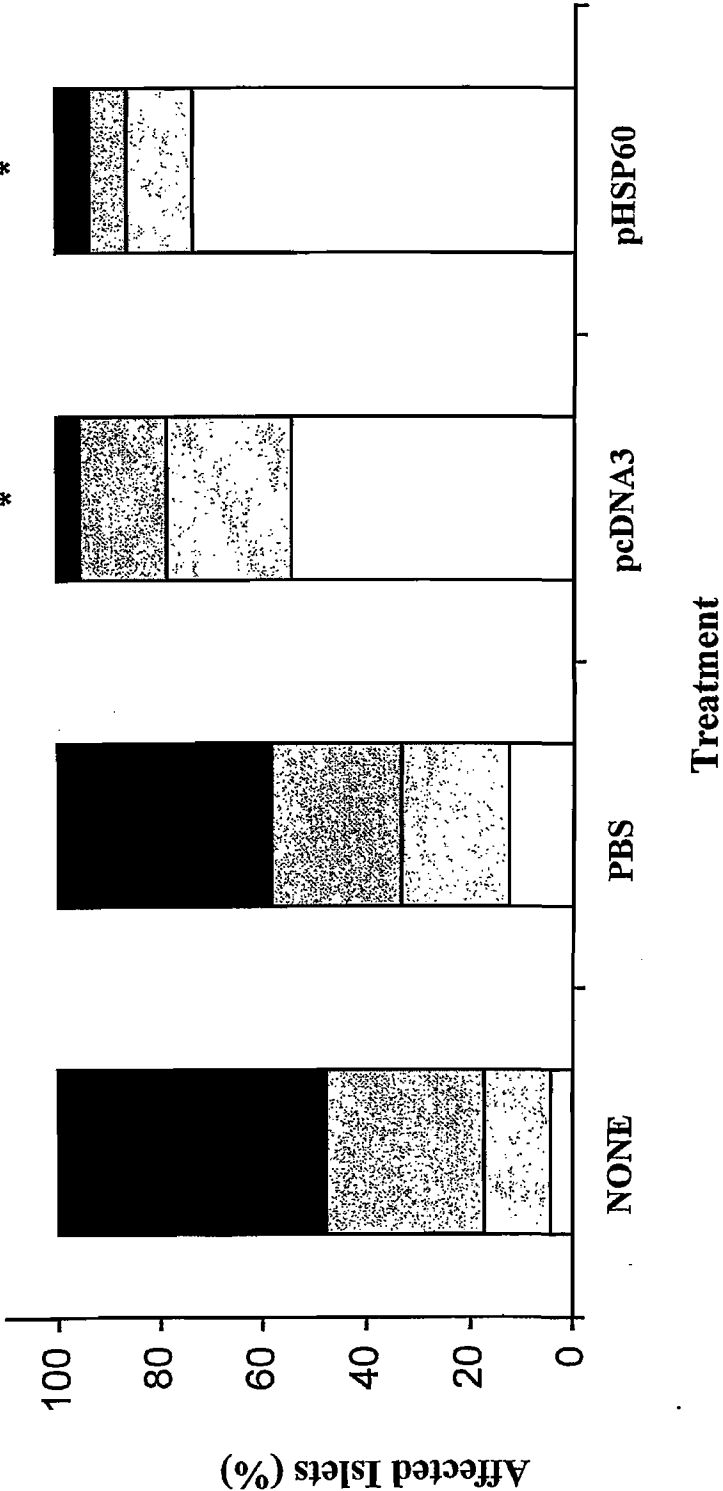 Affected Islets (%)
100
80
60
40
20
0
*
*
NONE
PBS
pcDNA3
pHSP60
Treatment